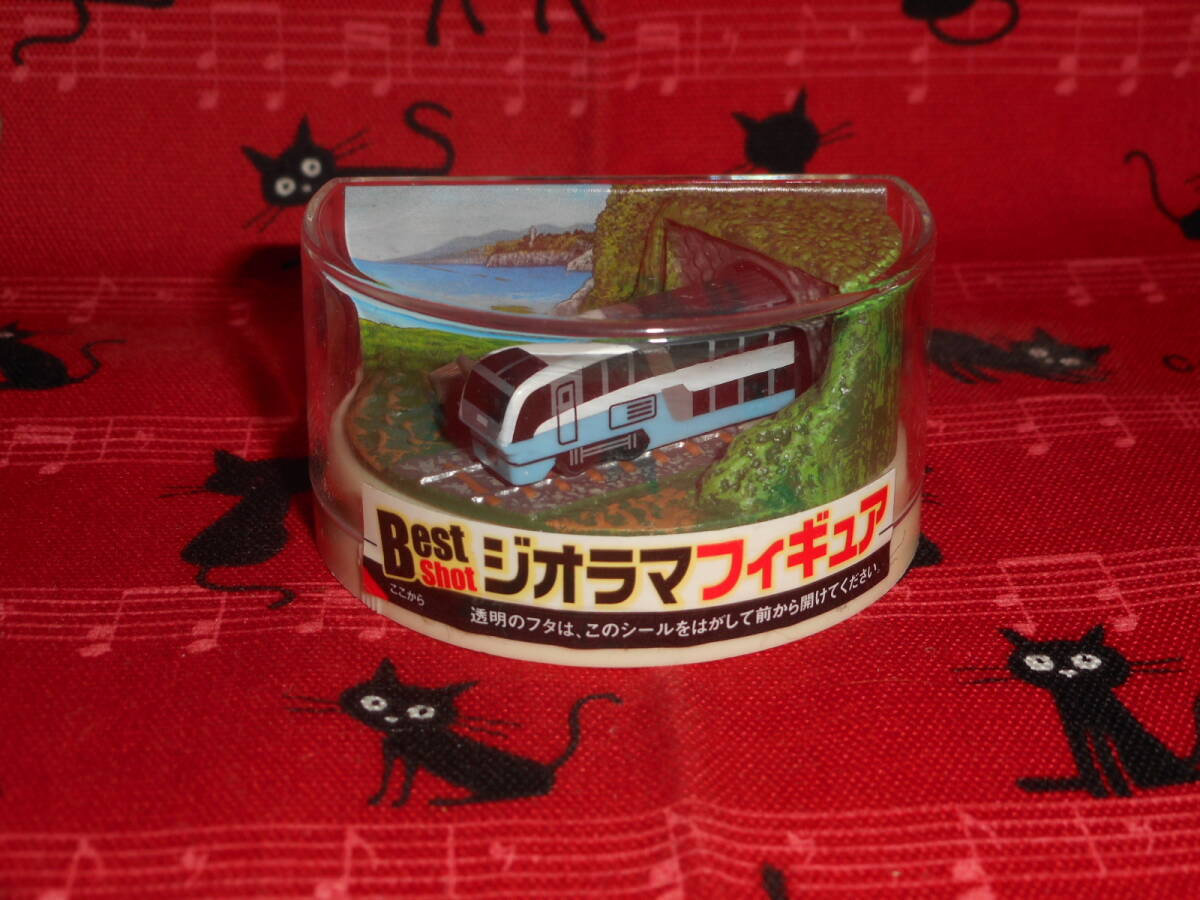 Best Shot ジオラマフィギュア
ここから
透明のフタは、このシールをはがして前から開けてください。